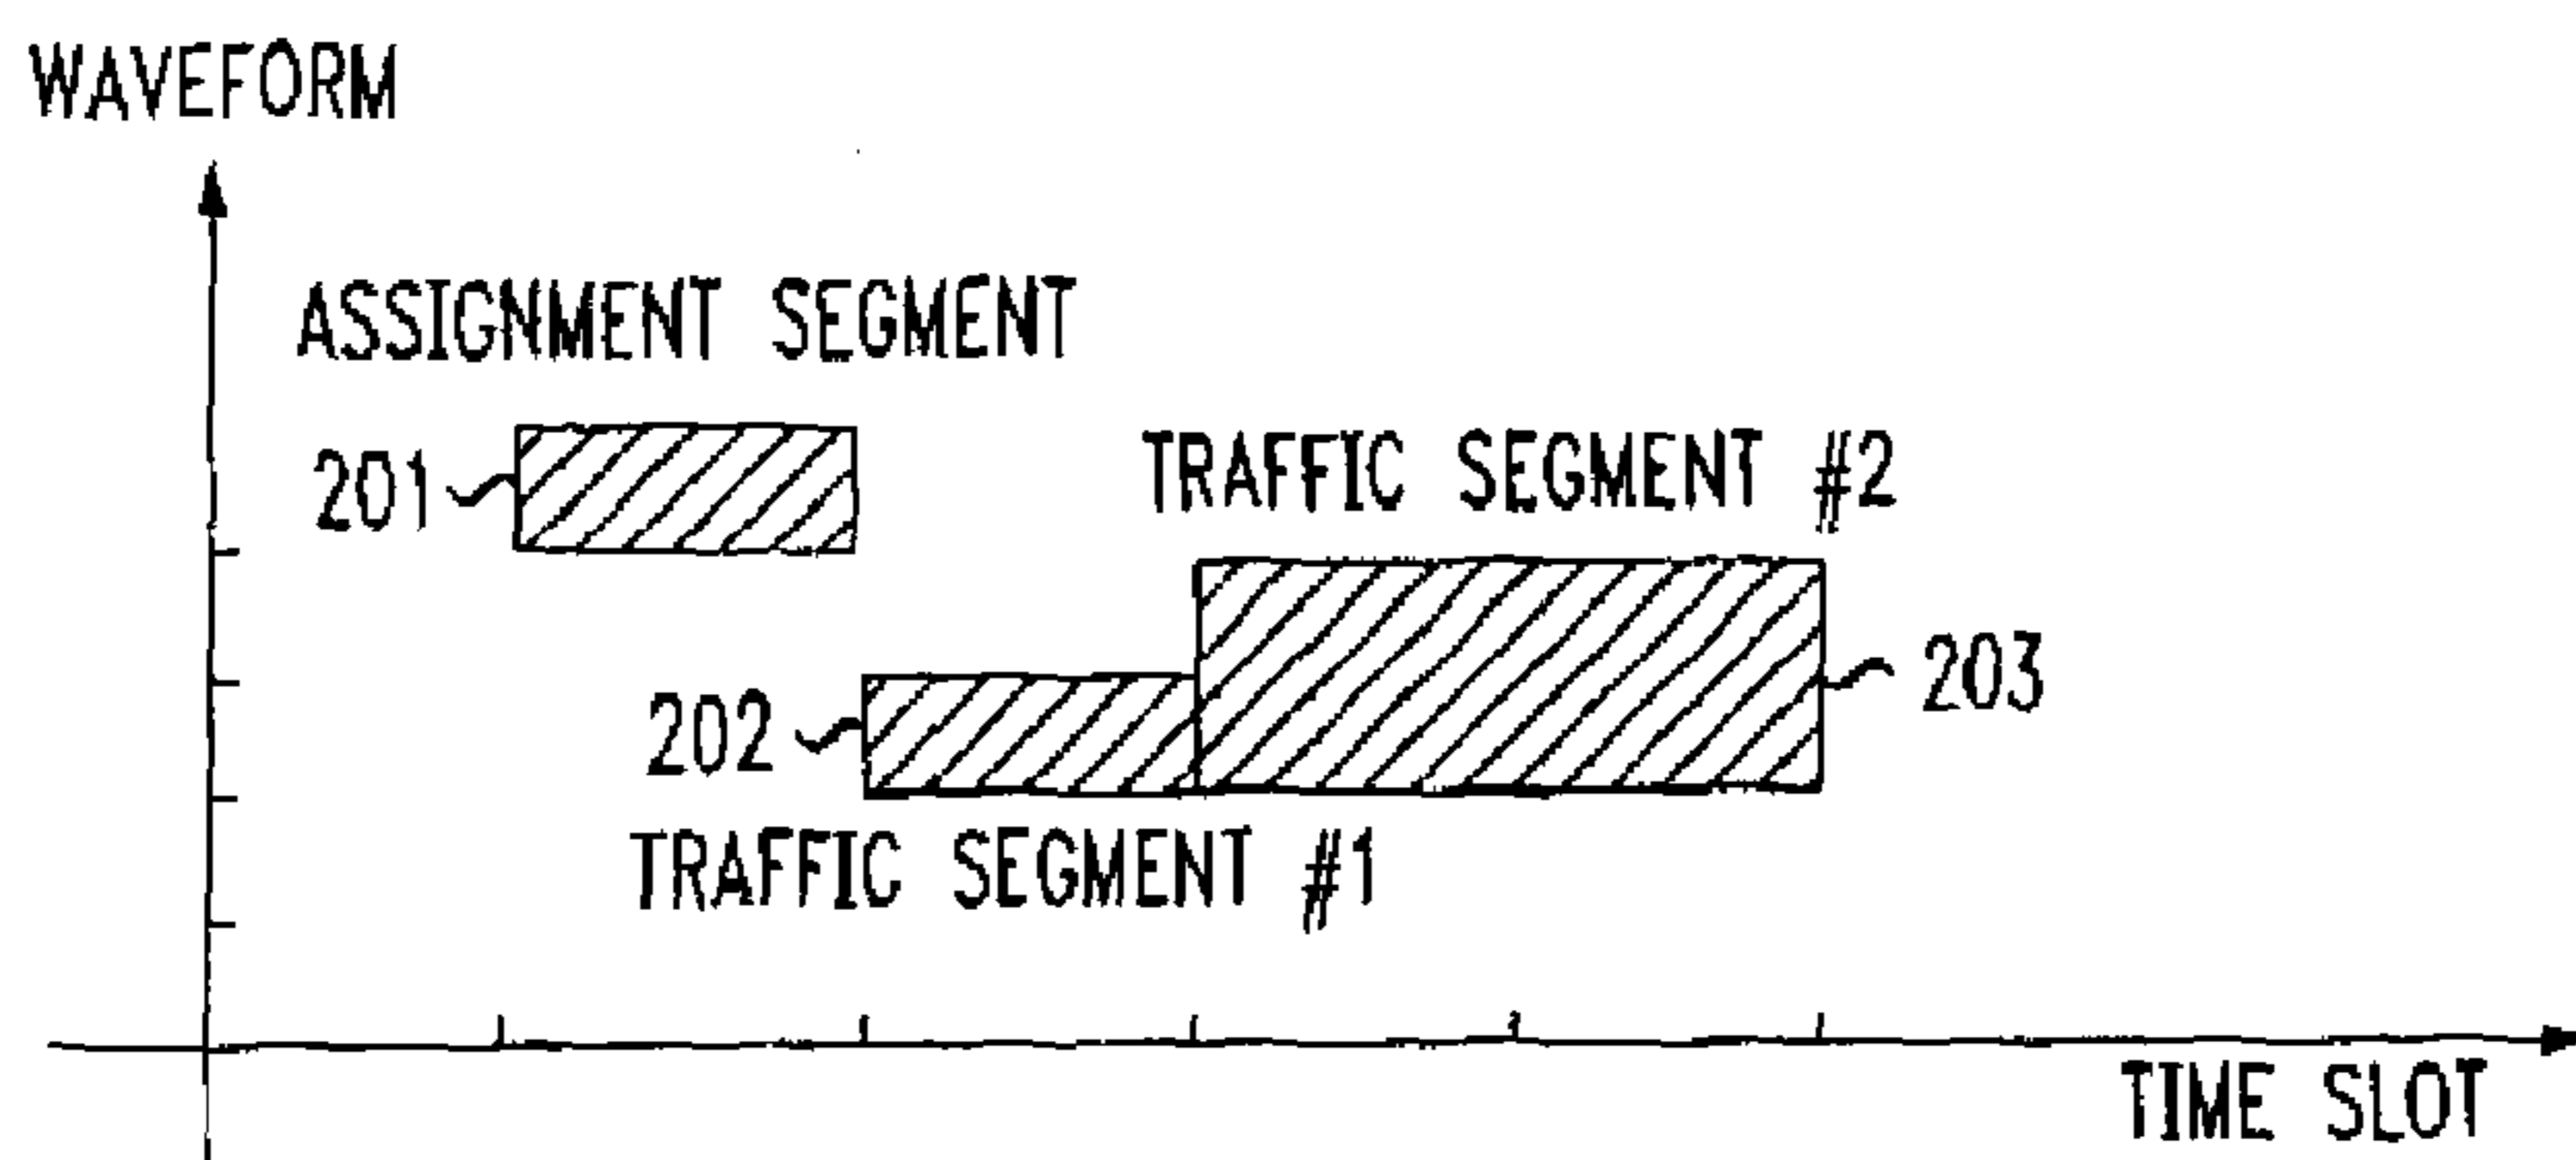 WAVEFORM
ASSIGNMENT SEGMENT
201
TRAFFIC SEGMENT #2
203
202
TRAFFIC SEGMENT #1
TIME SLOT